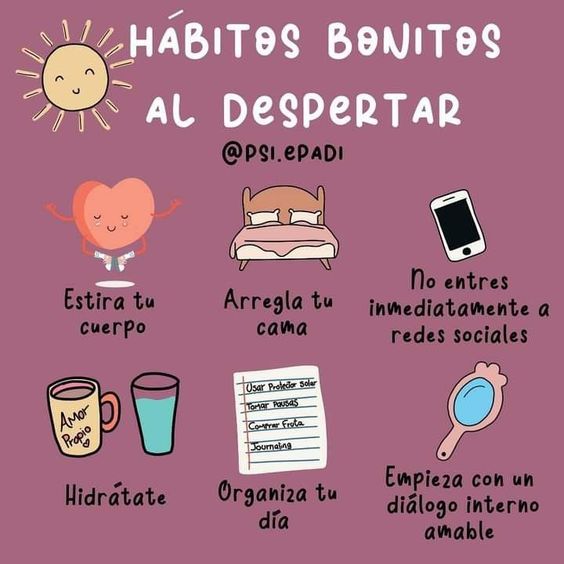 HÁBITOS BONITOS
AL DESPERTAR
@PSI.EPADI
Estira tu
cuerpo
Arregla tu
cama
No entres
inmediatamente a
redes sociales
Amor
Propio
Hidrátate
Usar Protector Solar
Tomar Pausas
Comprar Fruta
Journaling
Organiza tu
día
Empieza con un
diálogo interno
amable